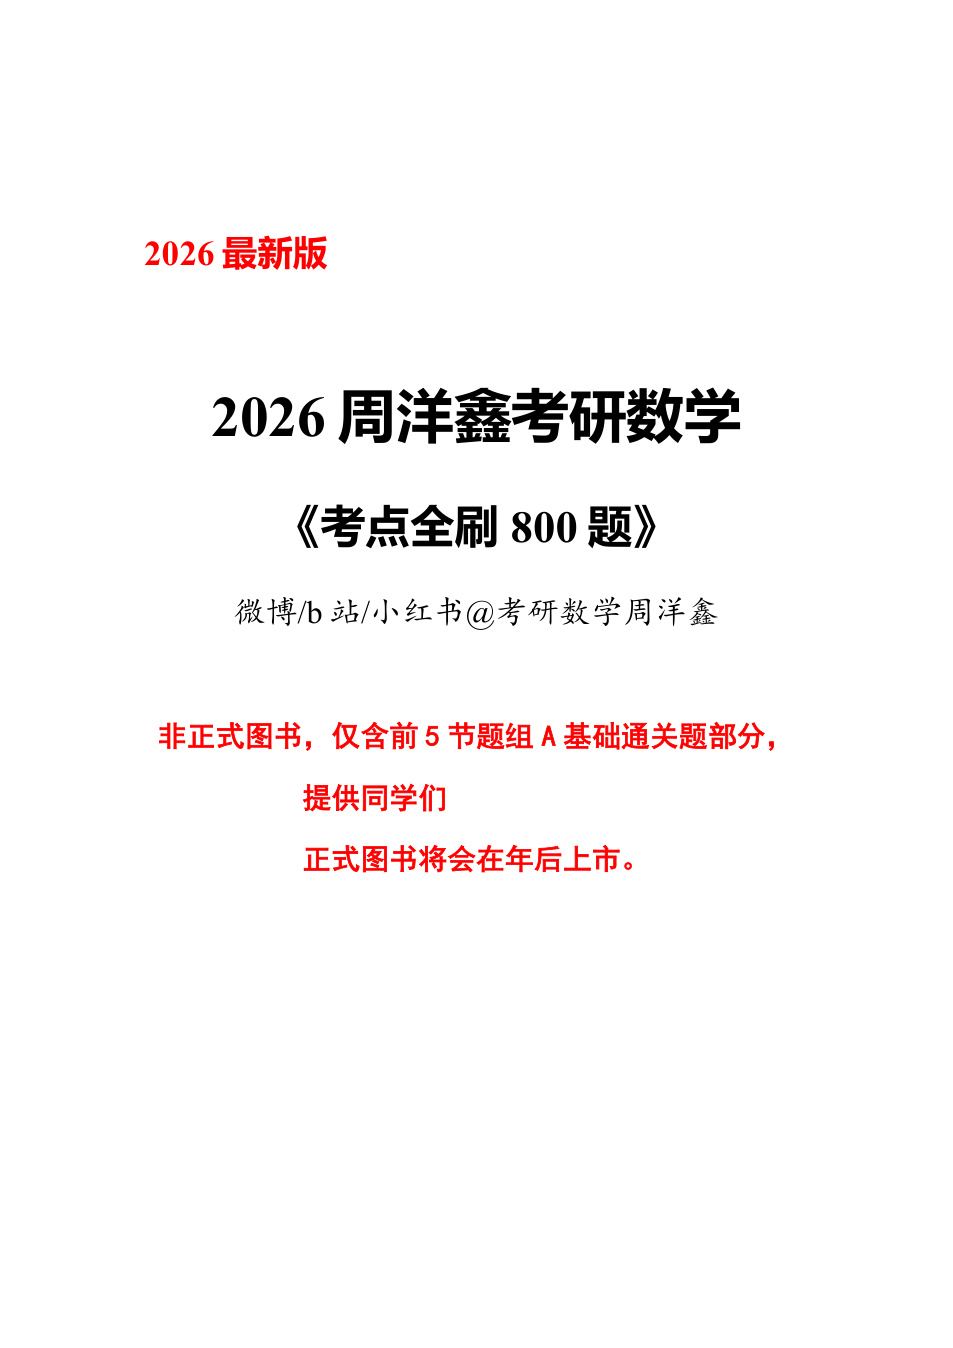 2026 最新版
2026 周洋鑫考研数学
《考点全刷 800 题》
微博/b 站/小红书@考研数学周洋鑫
非正式图书，仅含前 5 节题组 A 基础通关题部分，
提供同学们
正式图书将会在年后上市。